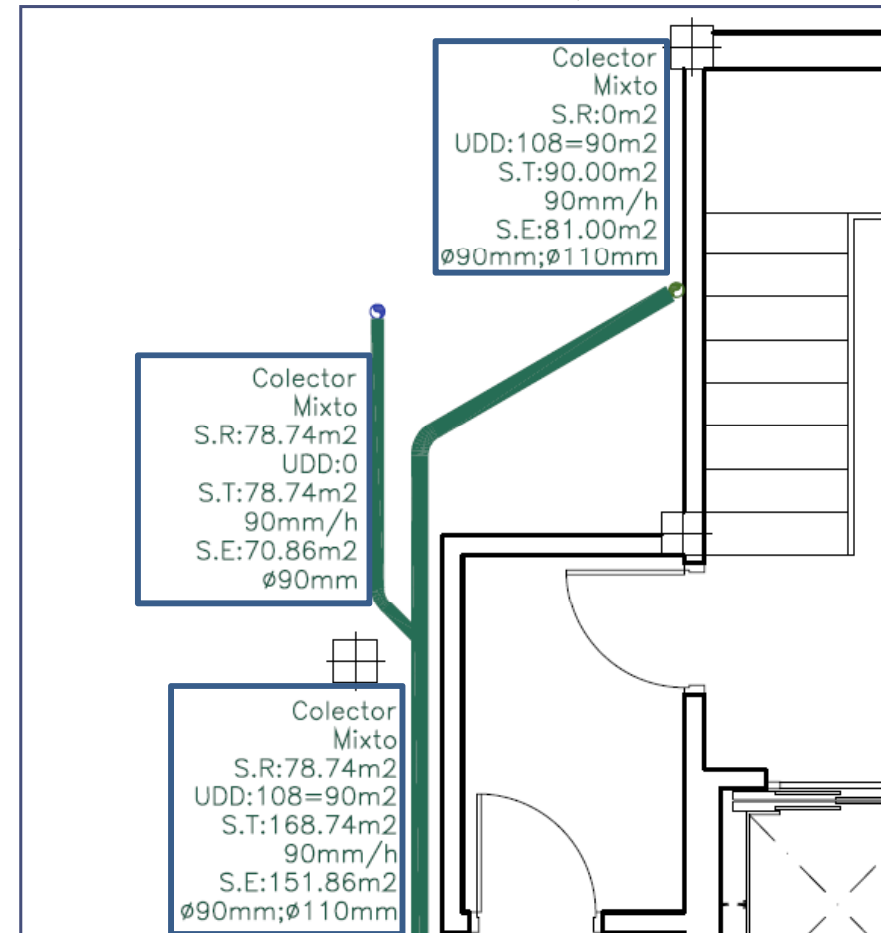 Colector
Mixto
S.R:0m2
UDD:108=90m2
S.T:90.00m2
90mm/h
S.E:81.00m2
ø90mm;ø110mm
Colector
Mixto
S.R:78.74m2
UDD:0
S.T:78.74m2
90mm/h
S.E:70.86m2
ø90mm
Colector
Mixto
S.R:78.74m2
UDD:108=90m2
S.T:168.74m2
90mm/h
S.E:151.86m2
ø90mm;ø110mm